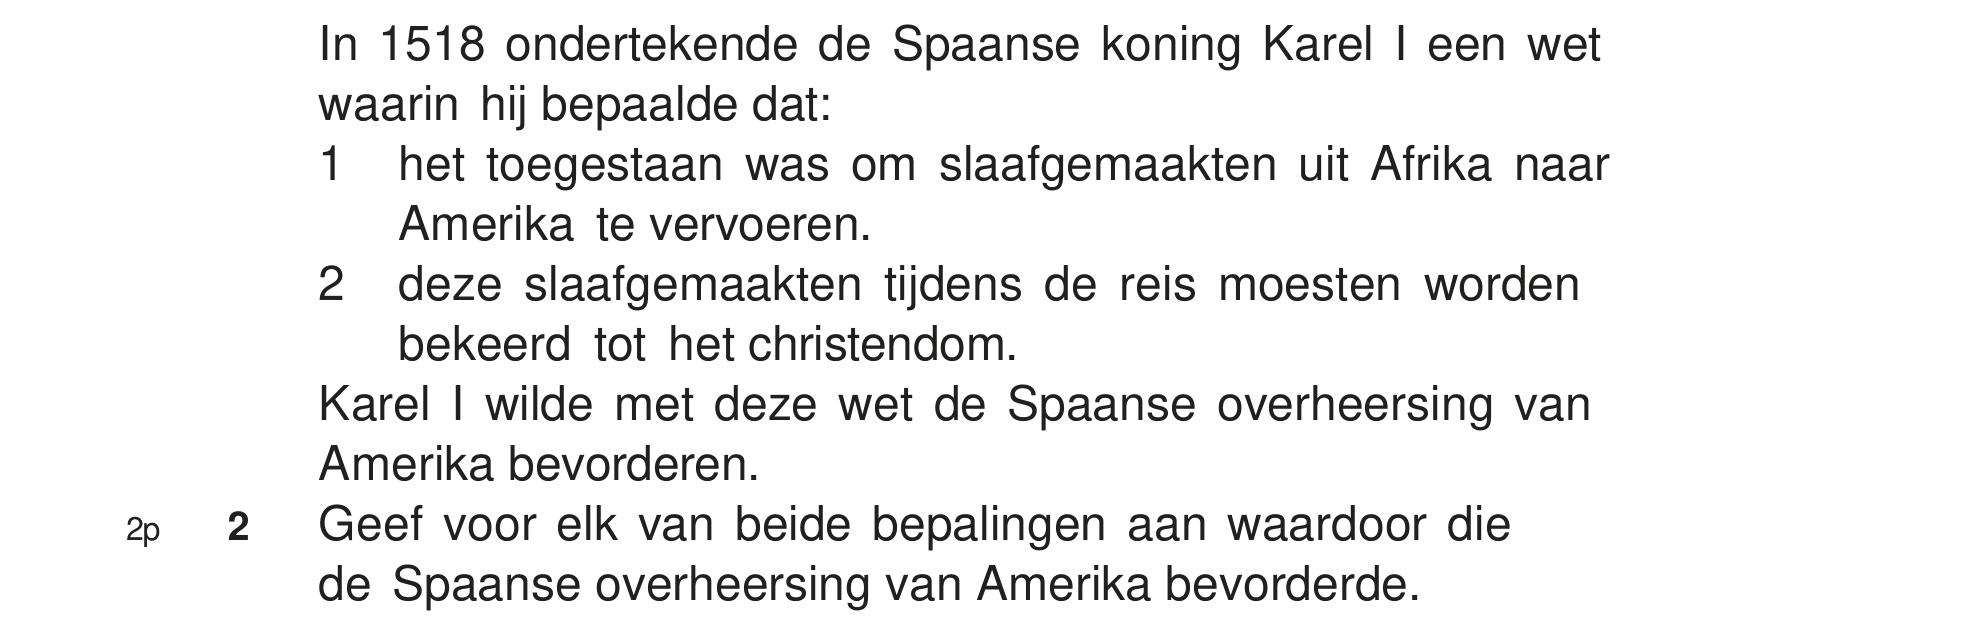 In 1518 ondertekende de Spaanse koning Karel I een wet
waarin hij bepaalde dat:
1 het toegestaan was om slaafgemaakten uit Afrika naar
Amerika te vervoeren.
2 deze slaafgemaakten tijdens de reis moesten worden
bekeerd tot het christendom.
Karel I wilde met deze wet de Spaanse overheersing van
Amerika bevorderen.
2p 2 Geef voor elk van beide bepalingen aan waardoor die
de Spaanse overheersing van Amerika bevorderde.